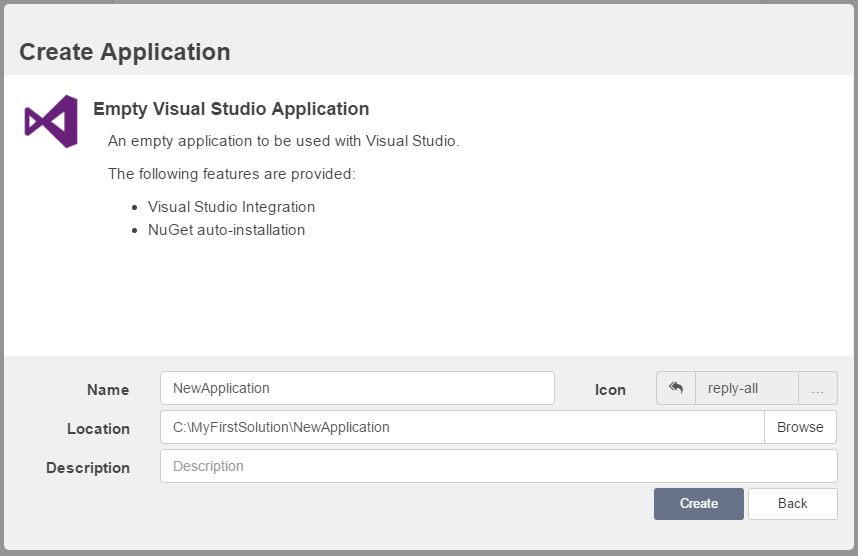 Create Application
Empty Visual Studio Application
An empty application to be used with Visual Studio.
The following features are provided:
Visual Studio Integration
NuGet auto-installation
Name NewApplication Icon reply-all ...
Location C:\MyFirstSolution\NewApplication Browse
Description Description
Create Back